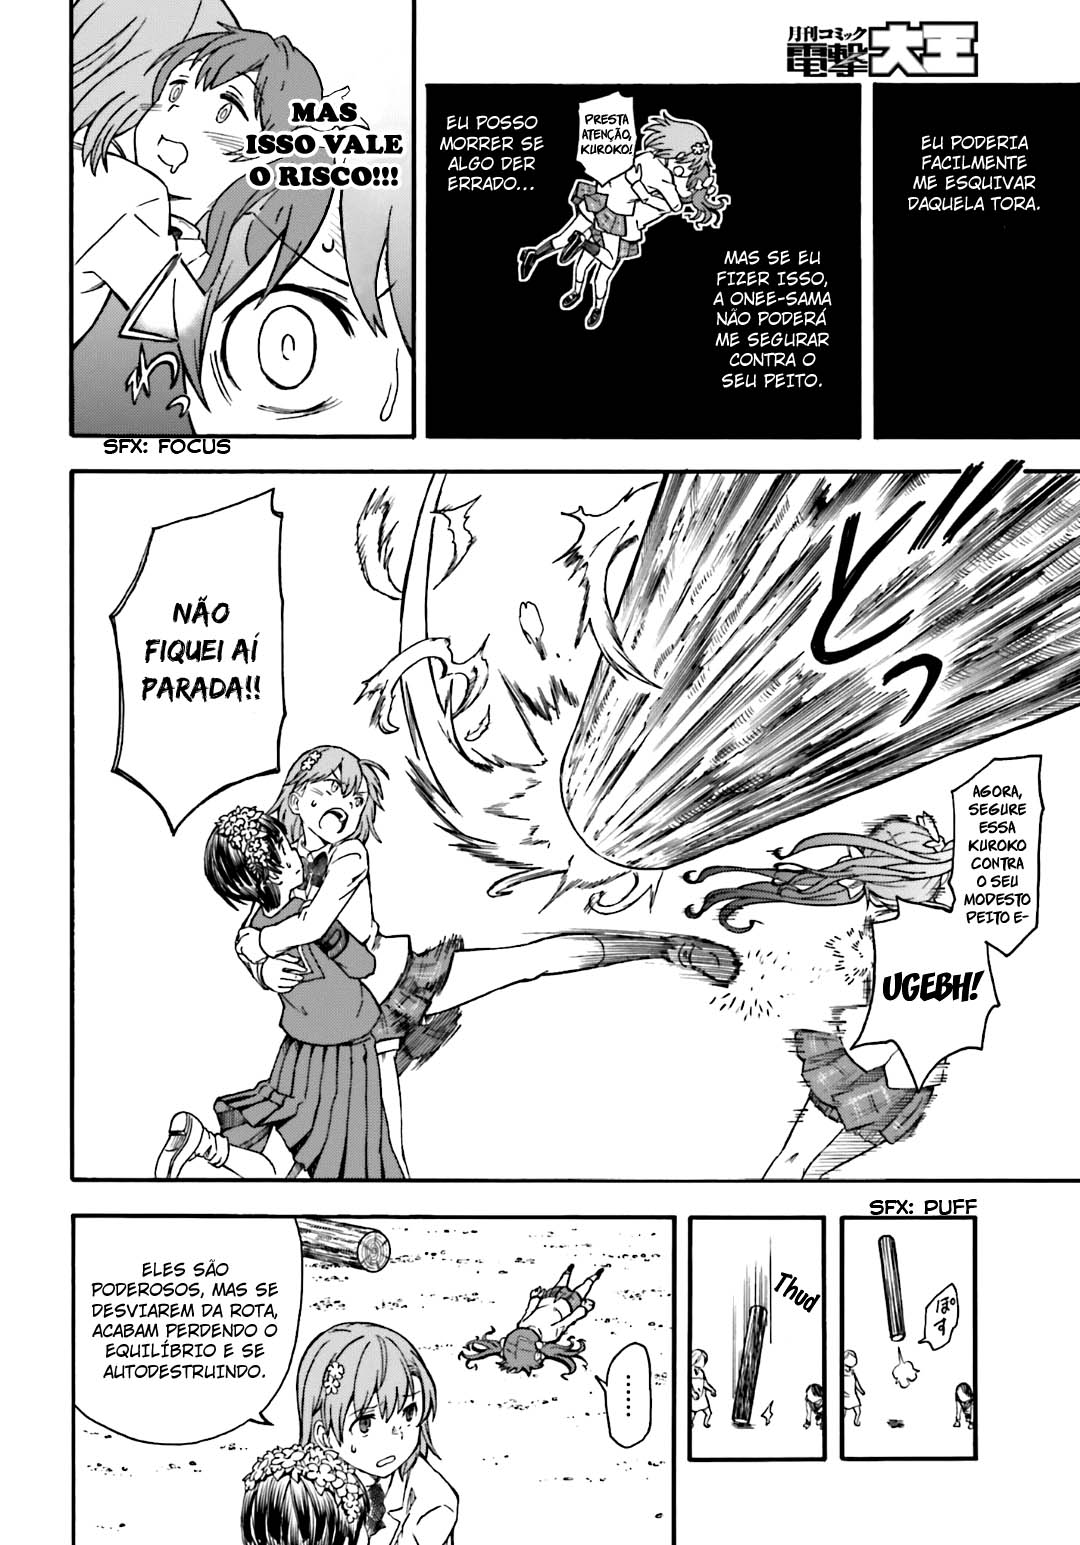 月刊コミック
電撃大王
EU PODERIA
FACILMENTE
ME ESQUIVAR
DAQUELA TORA.
MAS SE EU
FIZER ISSO,
A ONEE-SAMA
NÃO PODERÁ
ME SEGURAR
CONTRA O
SEU PEITO.
PRESTA
ATENÇÃO,
KUROKO!
EU POSSO
MORRER SE
ALGO DER
ERRADO...
MAS
ISSO VALE
O RISCO!!!
SFX: FOCUS
AGORA,
SEGURE
ESSA
KUROKO
CONTRA
O SEU
MODESTO
PEITO E-
UGEBH!
NÃO
FIQUEI AÍ
PARADA!!
SFX: PUFF
ぽす
Thud
......
ELES SÃO
PODEROSOS, MAS SE
DESVIAREM DA ROTA,
ACABAM PERDENDO O
EQUILÍBRIO E SE
AUTODESTRUINDO.